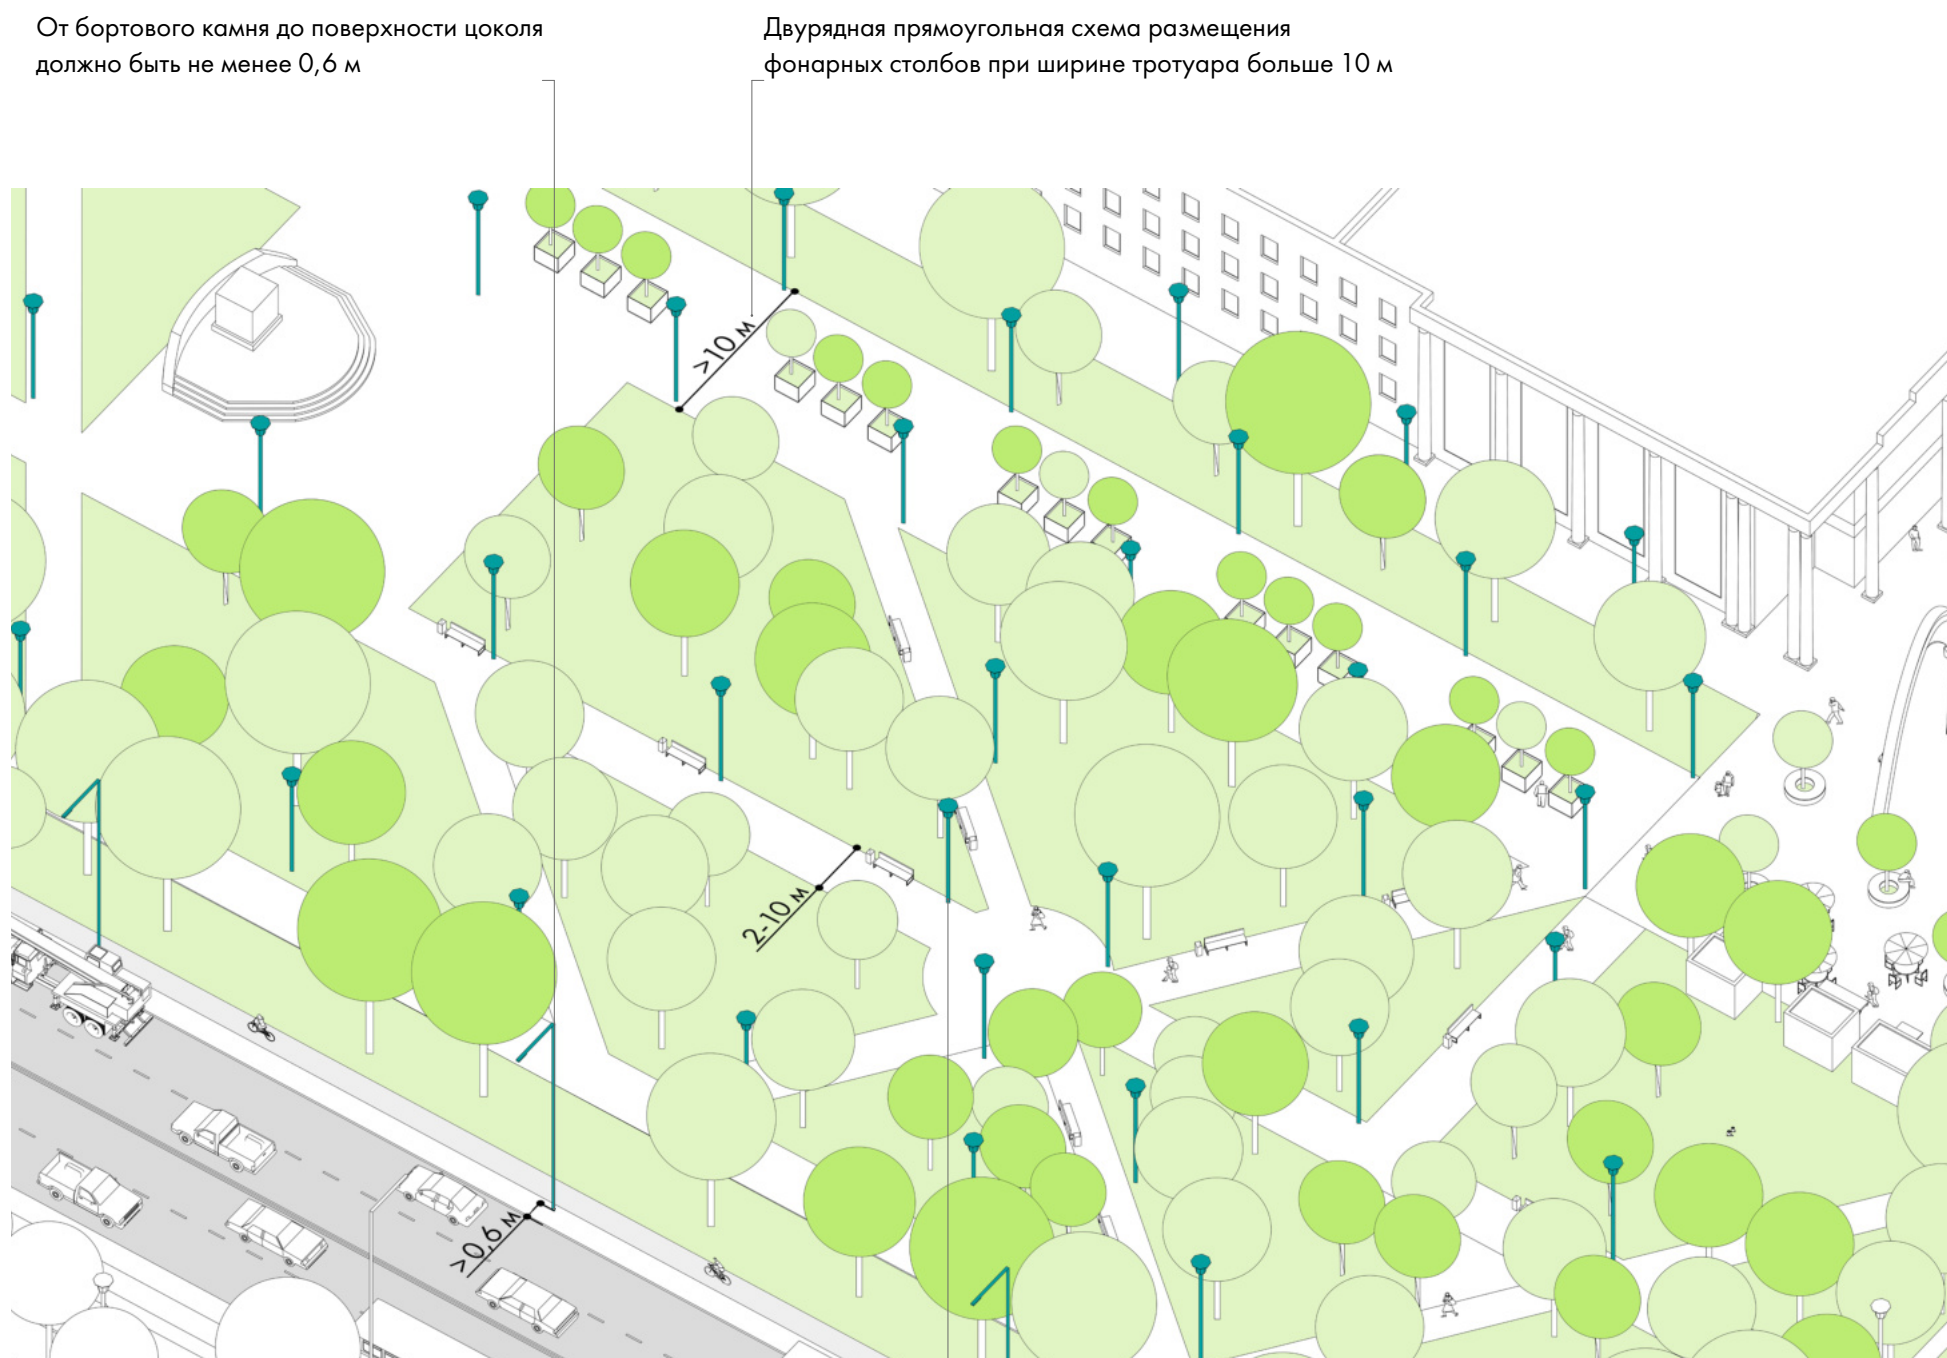 От бортового камня до поверхности цоколя
должно быть не менее 0,6 м
Двурядная прямоугольная схема размещения
фонарных столбов при ширине тротуара больше 10 м
>10 м
2-10 м
>0,6 м